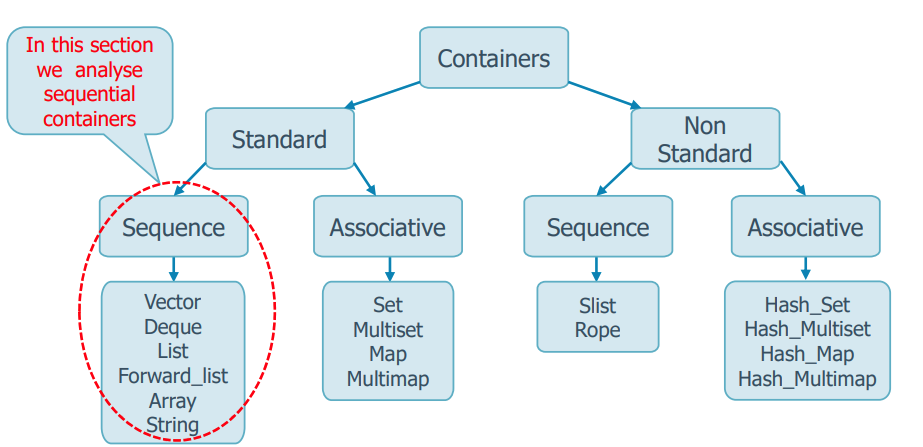 In this section
we analyse
sequential
containers
Containers
Standard
Non
Standard
Sequence
Associative
Sequence
Associative
Vector
Deque
List
Forward_list
Array
String
Set
Multiset
Map
Multimap
Slist
Rope
Hash_Set
Hash_Multiset
Hash_Map
Hash_Multimap